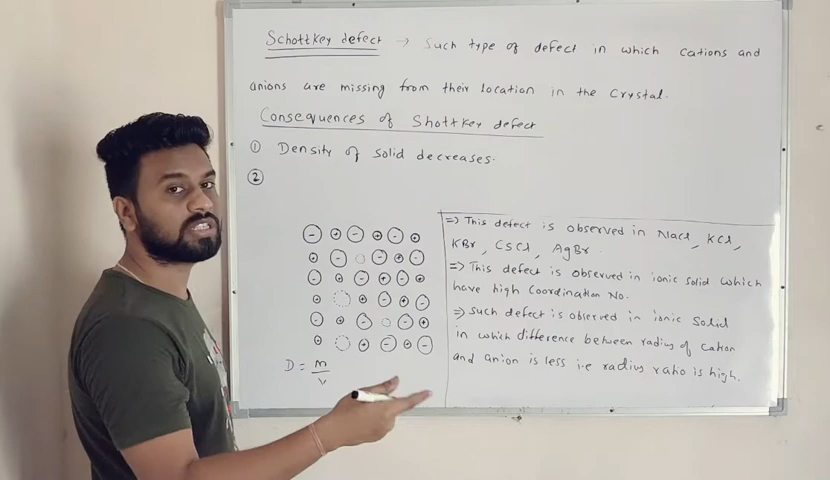 Schottkey defect → Such type of defect in which cations and
anions are missing from their location in the Crystal.
Consequences of Shottkey defect
① Density of solid decreases.
②
- + - + - +
+ - - + -
- + - + - +
+ + - + -
- + - - +
+ + - + -
D = m/v
⇒ This defect is observed in NaCl, KCl,
KBr, CsCl, AgBr.
⇒ This defect is observed in ionic solid which
have high Coordination No.
⇒ Such defect is observed in ionic Solid
in which difference between radius of Cation
and anion is less i.e radius ratio is high.